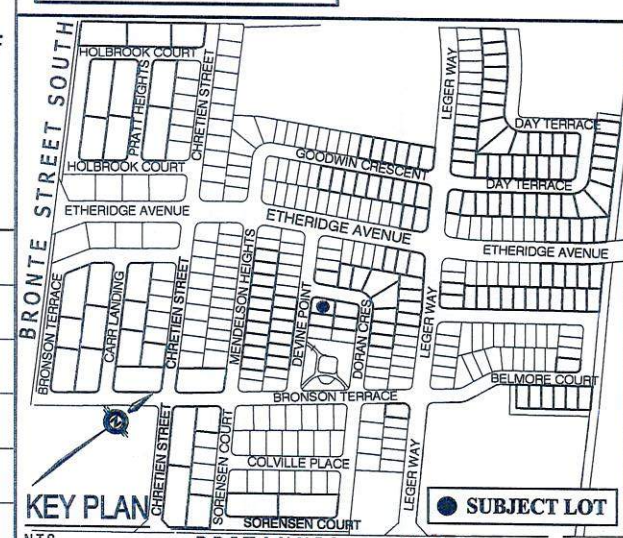 BRONTE STREET SOUTH
HOLBROOK COURT
PRATT HEIGHTS
CHRETIEN STREET
LEGER WAY
DAY TERRACE
HOLBROOK COURT
GOODWIN CRESCENT
DAY TERRACE
ETHERIDGE AVENUE
ETHERIDGE AVENUE
ETHERIDGE AVENUE
BRONSON TERRACE
CARR LANDING
CHRETIEN STREET
MENDELSON HEIGHTS
DEVINE POINT
DORAN CRES
LEGER WAY
BELMORE COURT
BRONSON TERRACE
CHRETIEN STREET
SORENSEN COURT
COLVILLE PLACE
LEGER WAY
N
KEY PLAN
SUBJECT LOT
SORENSEN COURT